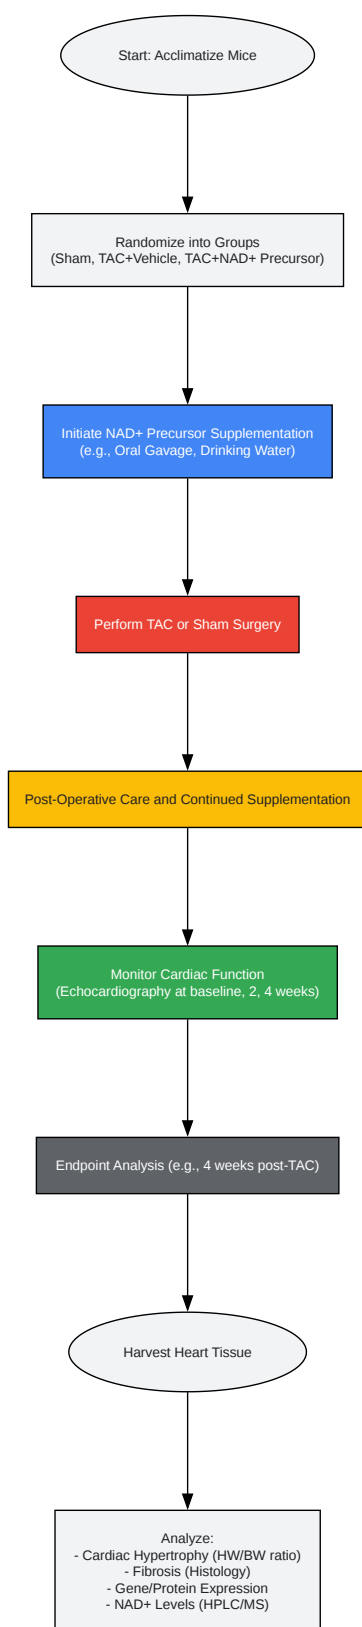 Start: Acclimatize Mice
Randomize into Groups
(Sham, TAC+Vehicle, TAC+NAD+ Precursor)
Initiate NAD+ Precursor Supplementation
(e.g., Oral Gavage, Drinking Water)
Perform TAC or Sham Surgery
Post-Operative Care and Continued Supplementation
Monitor Cardiac Function
(Echocardiography at baseline, 2, 4 weeks)
Endpoint Analysis (e.g., 4 weeks post-TAC)
Harvest Heart Tissue
Analyze:
- Cardiac Hypertrophy (HW/BW ratio)
- Fibrosis (Histology)
- Gene/Protein Expression
- NAD+ Levels (HPLC/MS)